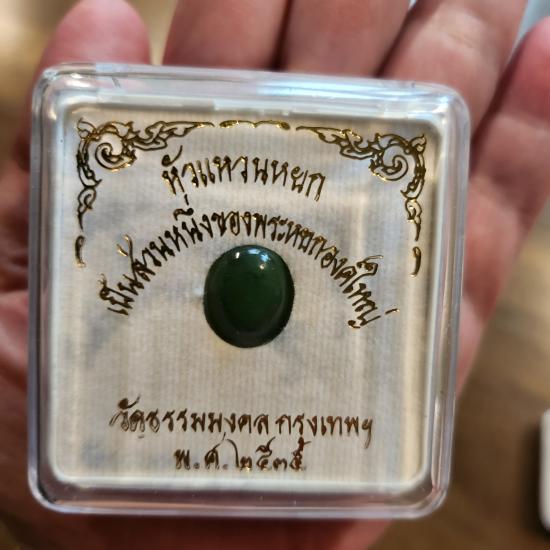 หัวแหวนหยก
เป็นส่วนหนึ่งของพระหยกองค์ใหญ่
วัดธรรมมงคล กรุงเทพฯ
พ.ศ.๒๕๓๕